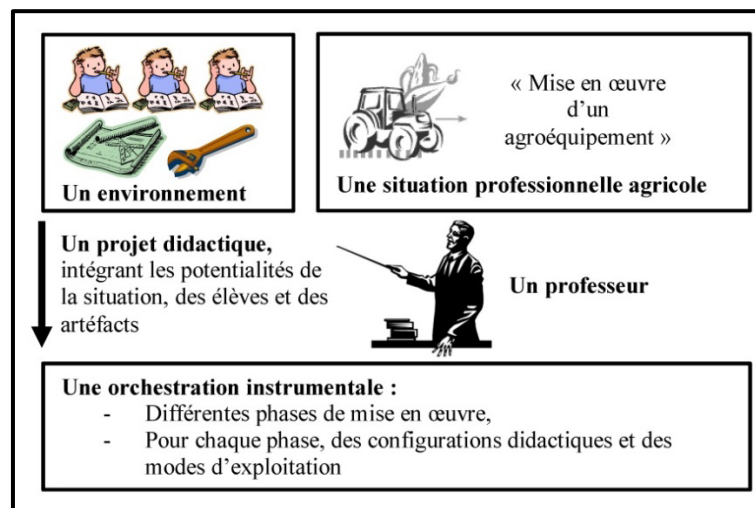 Un environnement
« Mise en œuvre
d’un
agroéquipement »
Une situation professionnelle agricole
Un projet didactique,
intégrant les potentialités de
la situation, des élèves et des
artéfacts
Un professeur
Une orchestration instrumentale :
- Différentes phases de mise en œuvre,
- Pour chaque phase, des configurations didactiques et des
modes d’exploitation